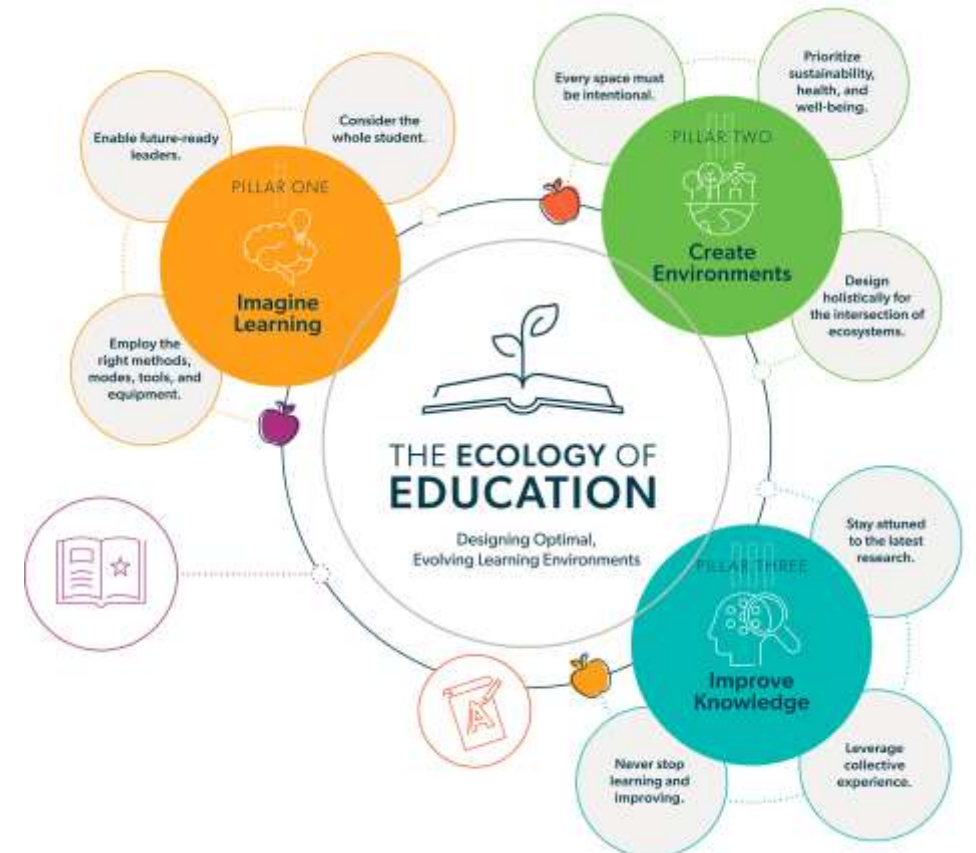 Enable future-ready
leaders.
Consider the
whole student.
PILLAR ONE
Imagine
Learning
Employ the
right methods,
modes, tools, and
equipment.
Every space must
be intentional.
Prioritize
sustainability,
health, and
well-being.
PILLAR TWO
Create
Environments
Design
holistically for
the intersection of
ecosystems.
THE ECOLOGY OF
EDUCATION
Designing Optimal,
Evolving Learning Environments
PILLAR THREE
Improve
Knowledge
Stay attuned
to the latest
research.
Leverage
collective
experience.
Never stop
learning and
improving.
A